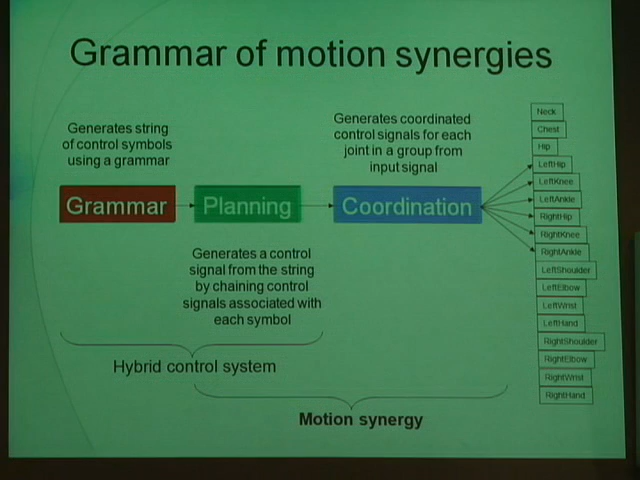 Grammar of motion synergies
Generates string
of control symbols
using a grammar
Generates coordinated
control signals for each
joint in a group from
input signal
Grammar
Planning
Coordination
Generates a control
signal from the string
by chaining control
signals associated with
each symbol
Hybrid control system
Motion synergy
Neck
Chest
Hip
LeftHip
LeftKnee
LeftAnkle
RightHip
RightKnee
RightAnkle
LeftShoulder
LeftElbow
LeftWrist
LeftHand
RightShoulder
RightElbow
RightWrist
RightHand